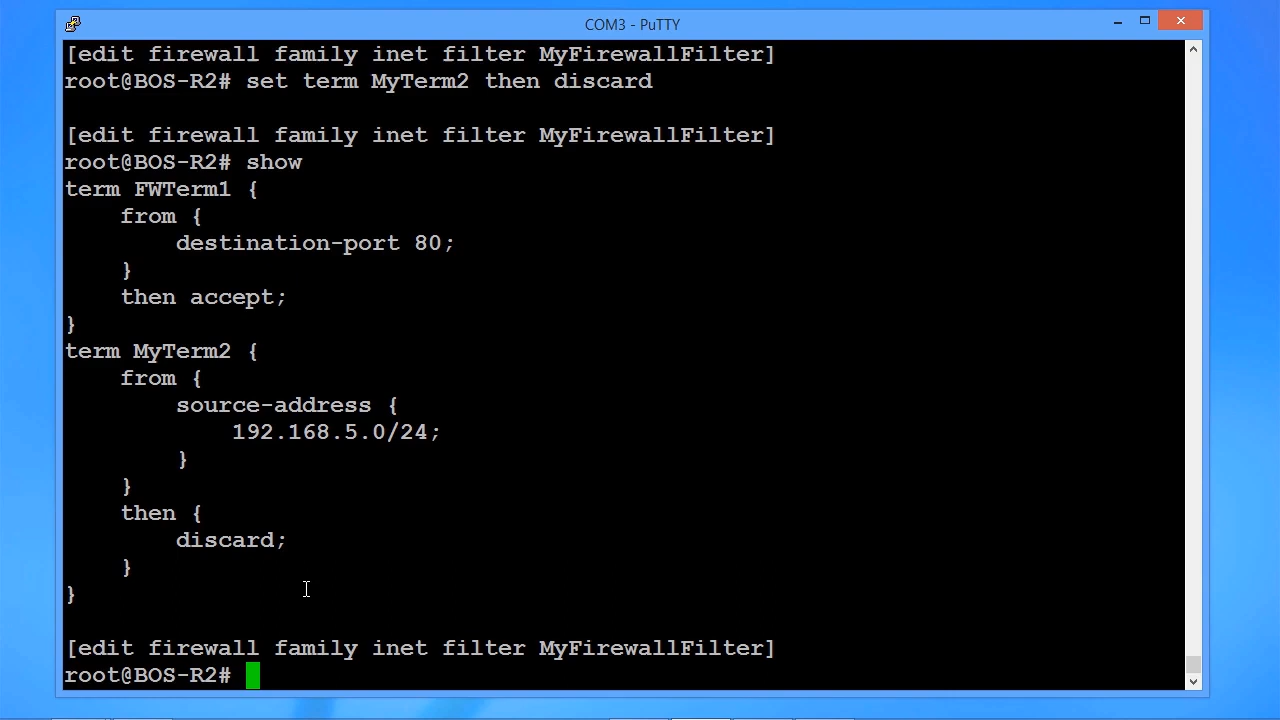 COM3 - PuTTY
[edit firewall family inet filter MyFirewallFilter]
root@BOS-R2# set term MyTerm2 then discard
[edit firewall family inet filter MyFirewallFilter]
root@BOS-R2# show
term FWTerm1 {
    from {
        destination-port 80;
    }
    then accept;
}
term MyTerm2 {
    from {
        source-address {
            192.168.5.0/24;
        }
    }
    then {
        discard;
    }
}
[edit firewall family inet filter MyFirewallFilter]
root@BOS-R2#